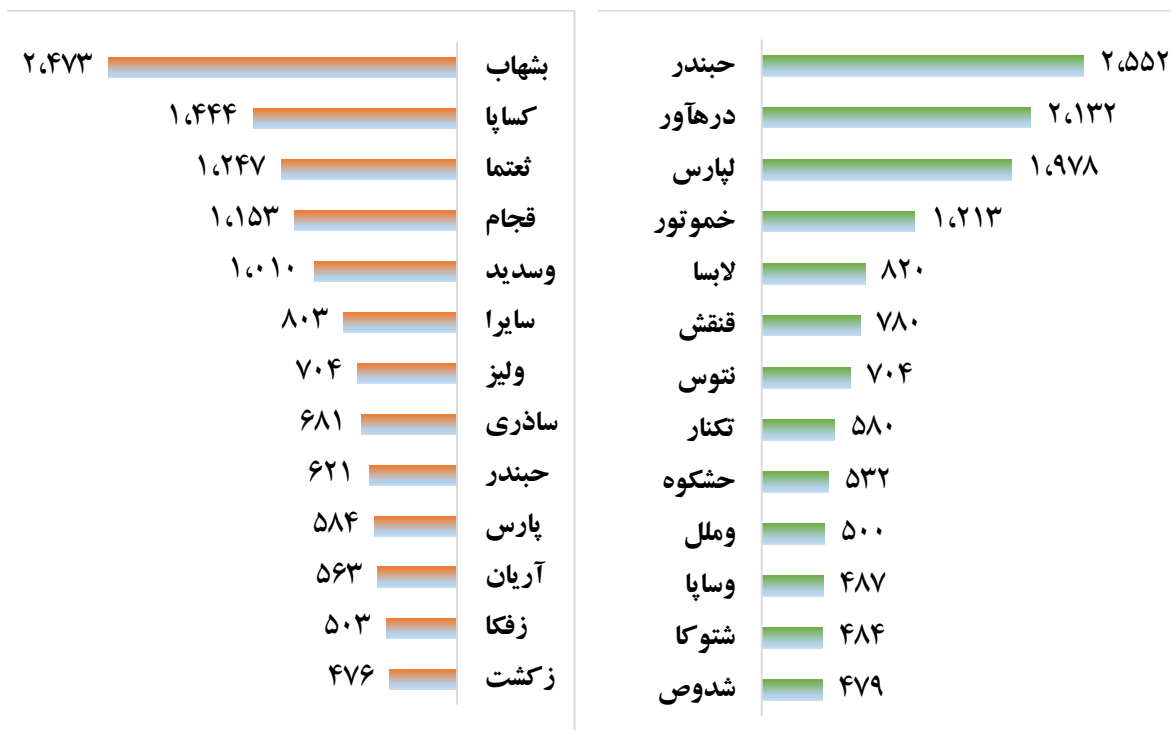 حبندر ۲،۵۵۲
درهآور ۲،۱۳۲
لپارس ۱،۹۷۸
خموتور ۱،۲۱۳
لابسا ۸۲۰
قنقش ۷۸۰
نتوس ۷۰۴
تکنار ۵۸۰
حشکوه ۵۳۲
وملل ۵۰۰
وساپا ۴۸۷
شتوکا ۴۸۴
شدوص ۴۷۹
بشهاب ۲،۴۷۳
کساپا ۱،۴۴۴
ثعتما ۱،۲۴۷
قجام ۱،۱۵۳
وسدید ۱،۰۱۰
سایرا ۸۰۳
ولیز ۷۰۴
ساذری ۶۸۱
حبندر ۶۲۱
پارس ۵۸۴
آریان ۵۶۳
زفکا ۵۰۳
زکشت ۴۷۶